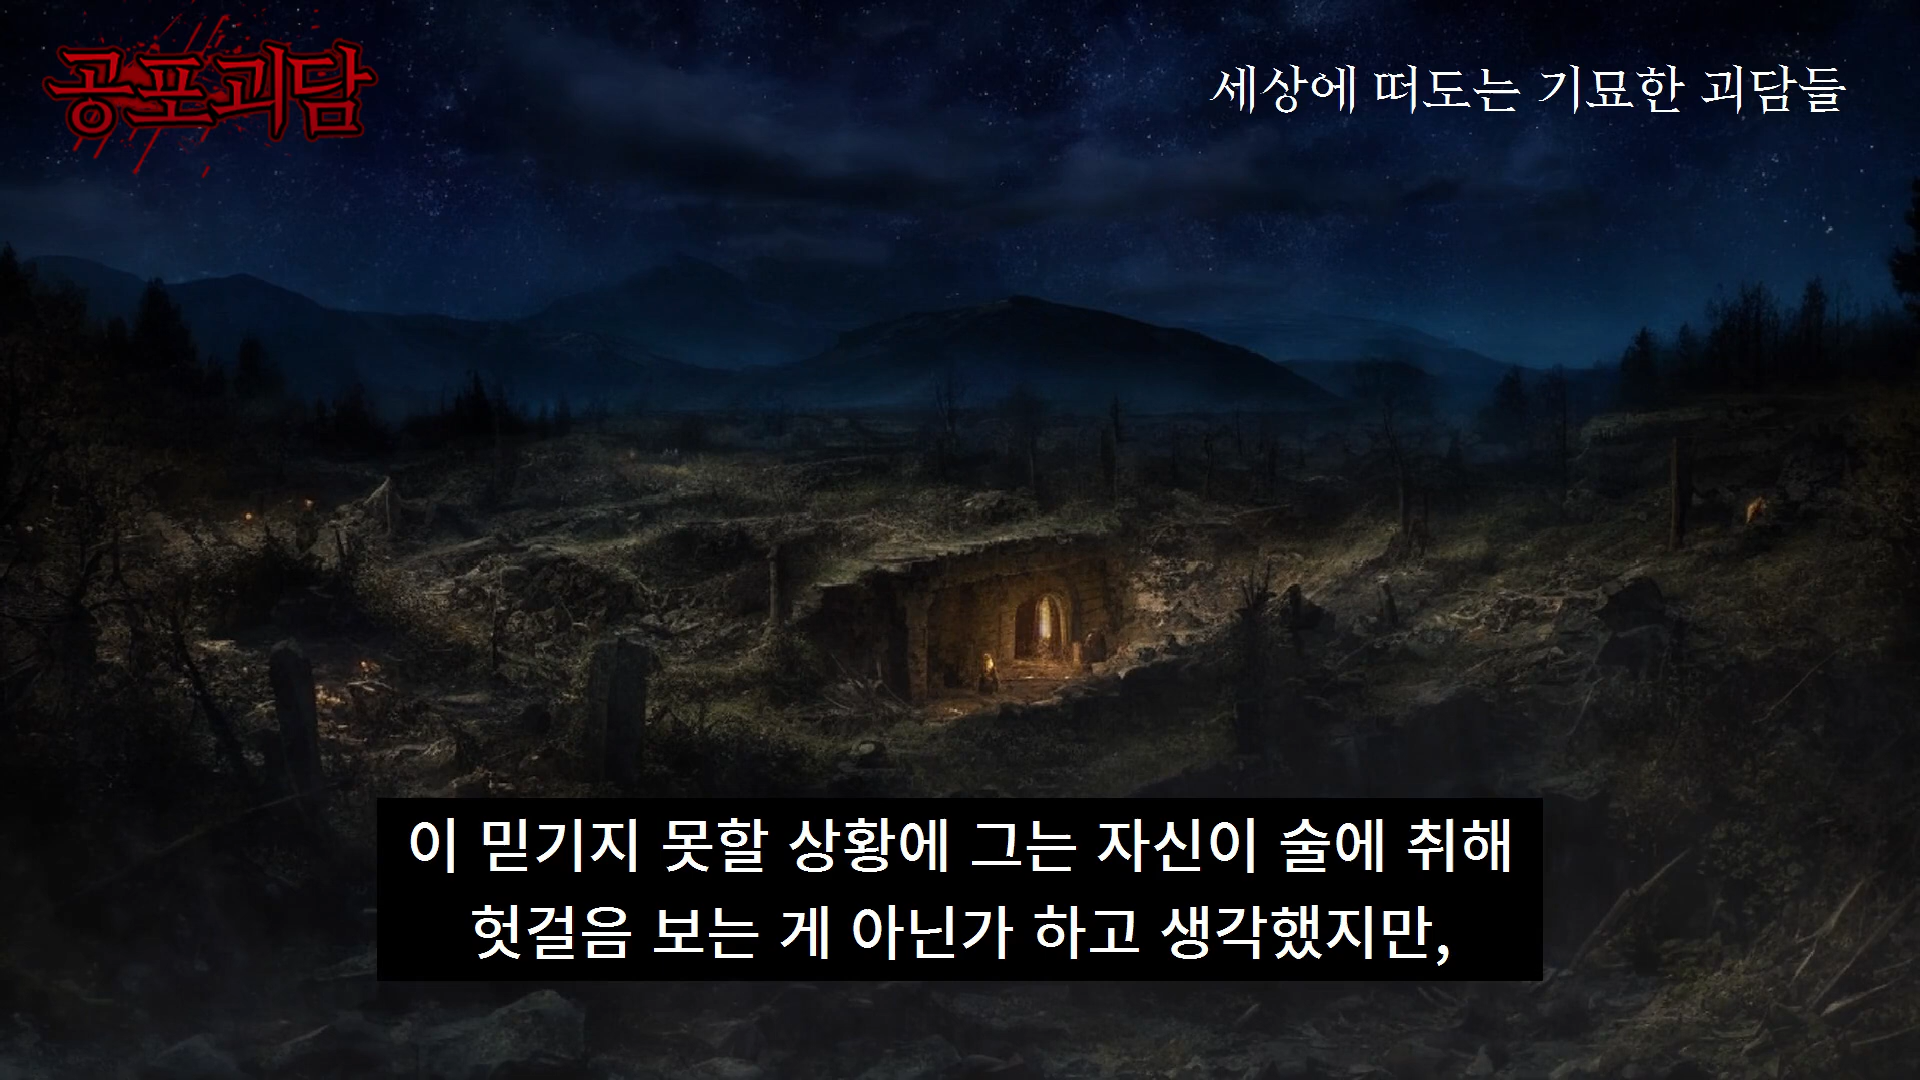 공포괴담
세상에 떠도는 기묘한 괴담들
이 믿기지 못할 상황에 그는 자신이 술에 취해
헛걸음 보는 게 아닌가 하고 생각했지만,